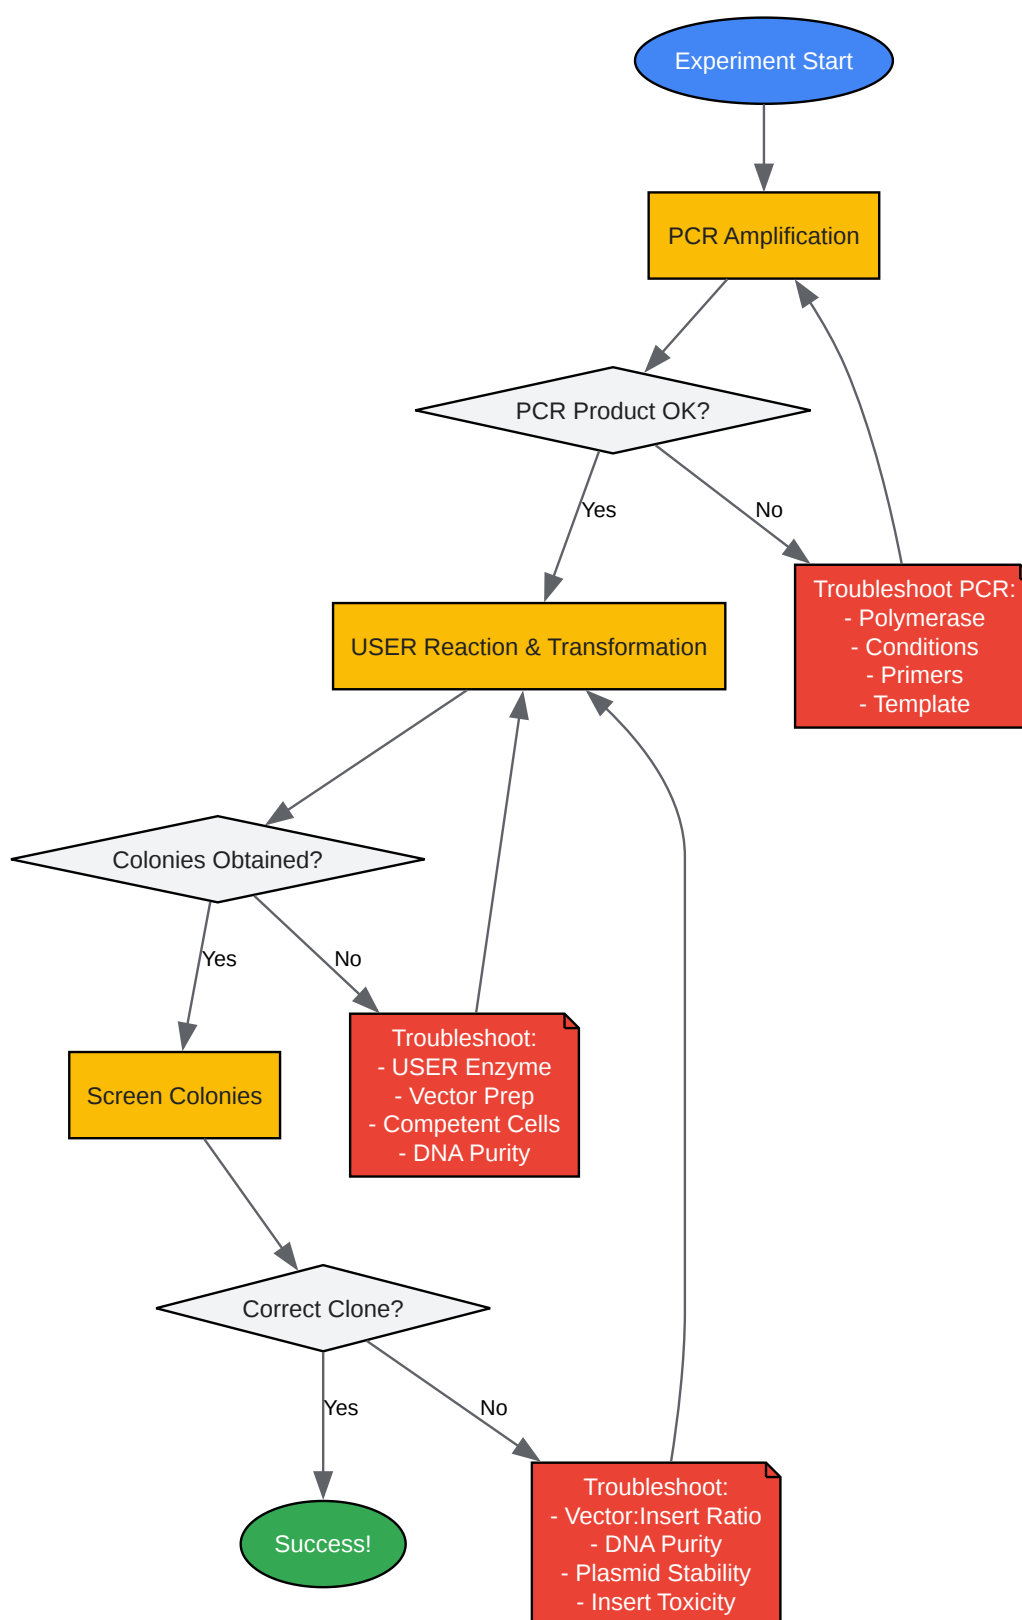 Experiment Start
PCR Amplification
PCR Product OK?
Yes
No
Troubleshoot PCR:
- Polymerase
- Conditions
- Primers
- Template
USER Reaction & Transformation
Colonies Obtained?
Yes
No
Troubleshoot:
- USER Enzyme
- Vector Prep
- Competent Cells
- DNA Purity
Screen Colonies
Correct Clone?
Yes
No
Success!
Troubleshoot:
- Vector:Insert Ratio
- DNA Purity
- Plasmid Stability
- Insert Toxicity